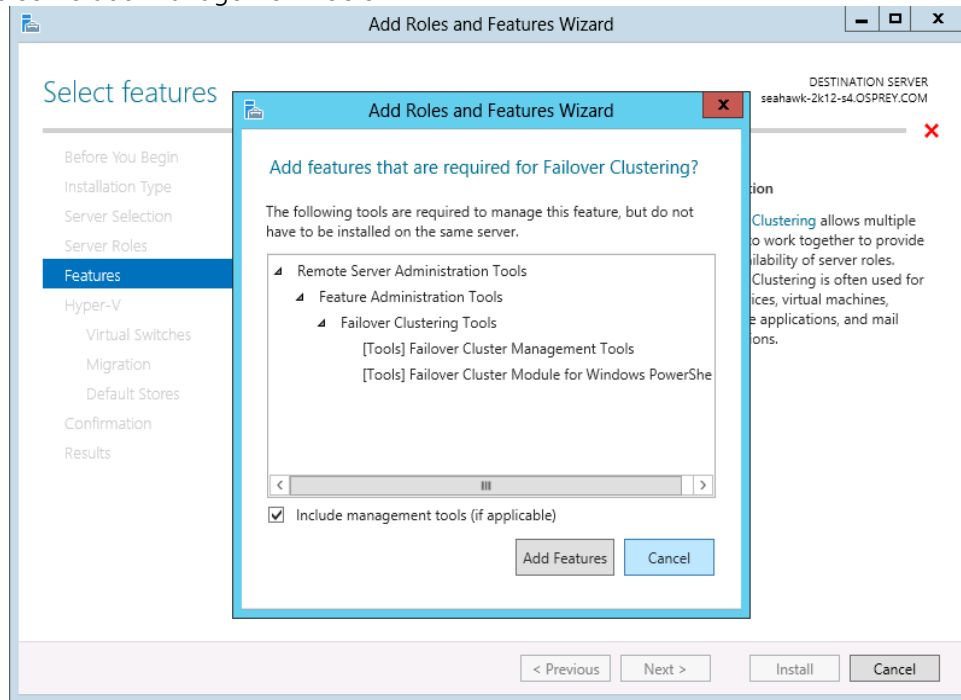 Add Roles and Features Wizard
Select features
DESTINATION SERVER
seahawk-2k12-s4.OSPREY.COM
Before You Begin
Installation Type
Server Selection
Server Roles
Features
Hyper-V
Virtual Switches
Migration
Default Stores
Confirmation
Results
Add Roles and Features Wizard
Add features that are required for Failover Clustering?
The following tools are required to manage this feature, but do not
have to be installed on the same server.
Remote Server Administration Tools
Feature Administration Tools
Failover Clustering Tools
[Tools] Failover Cluster Management Tools
[Tools] Failover Cluster Module for Windows PowerShe
Include management tools (if applicable)
Add Features
Cancel
tion
Clustering allows multiple
to work together to provide
ilability of server roles.
Clustering is often used for
ices, virtual machines,
e applications, and mail
ions.
< Previous
Next >
Install
Cancel